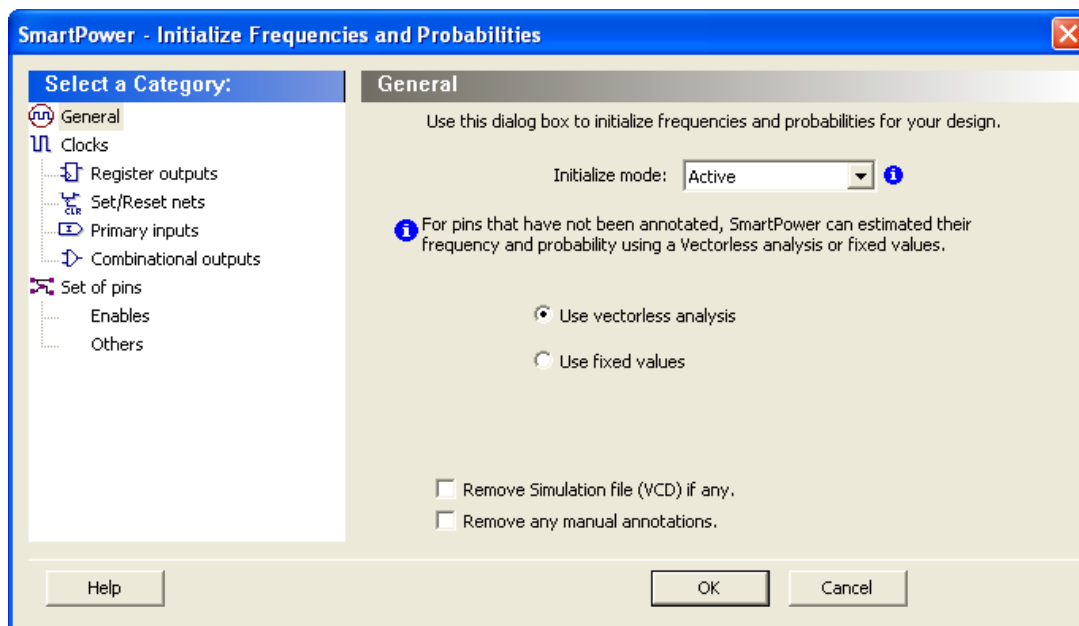 SmartPower - Initialize Frequencies and Probabilities
Select a Category:
General
Clocks
Register outputs
Set/Reset nets
CLR
Primary inputs
Combinational outputs
Set of pins
Enables
Others
General
Use this dialog box to initialize frequencies and probabilities for your design.
Initialize mode: Active
For pins that have not been annotated, SmartPower can estimated their
frequency and probability using a Vectorless analysis or fixed values.
Use vectorless analysis
Use fixed values
Remove Simulation file (VCD) if any.
Remove any manual annotations.
Help
OK
Cancel